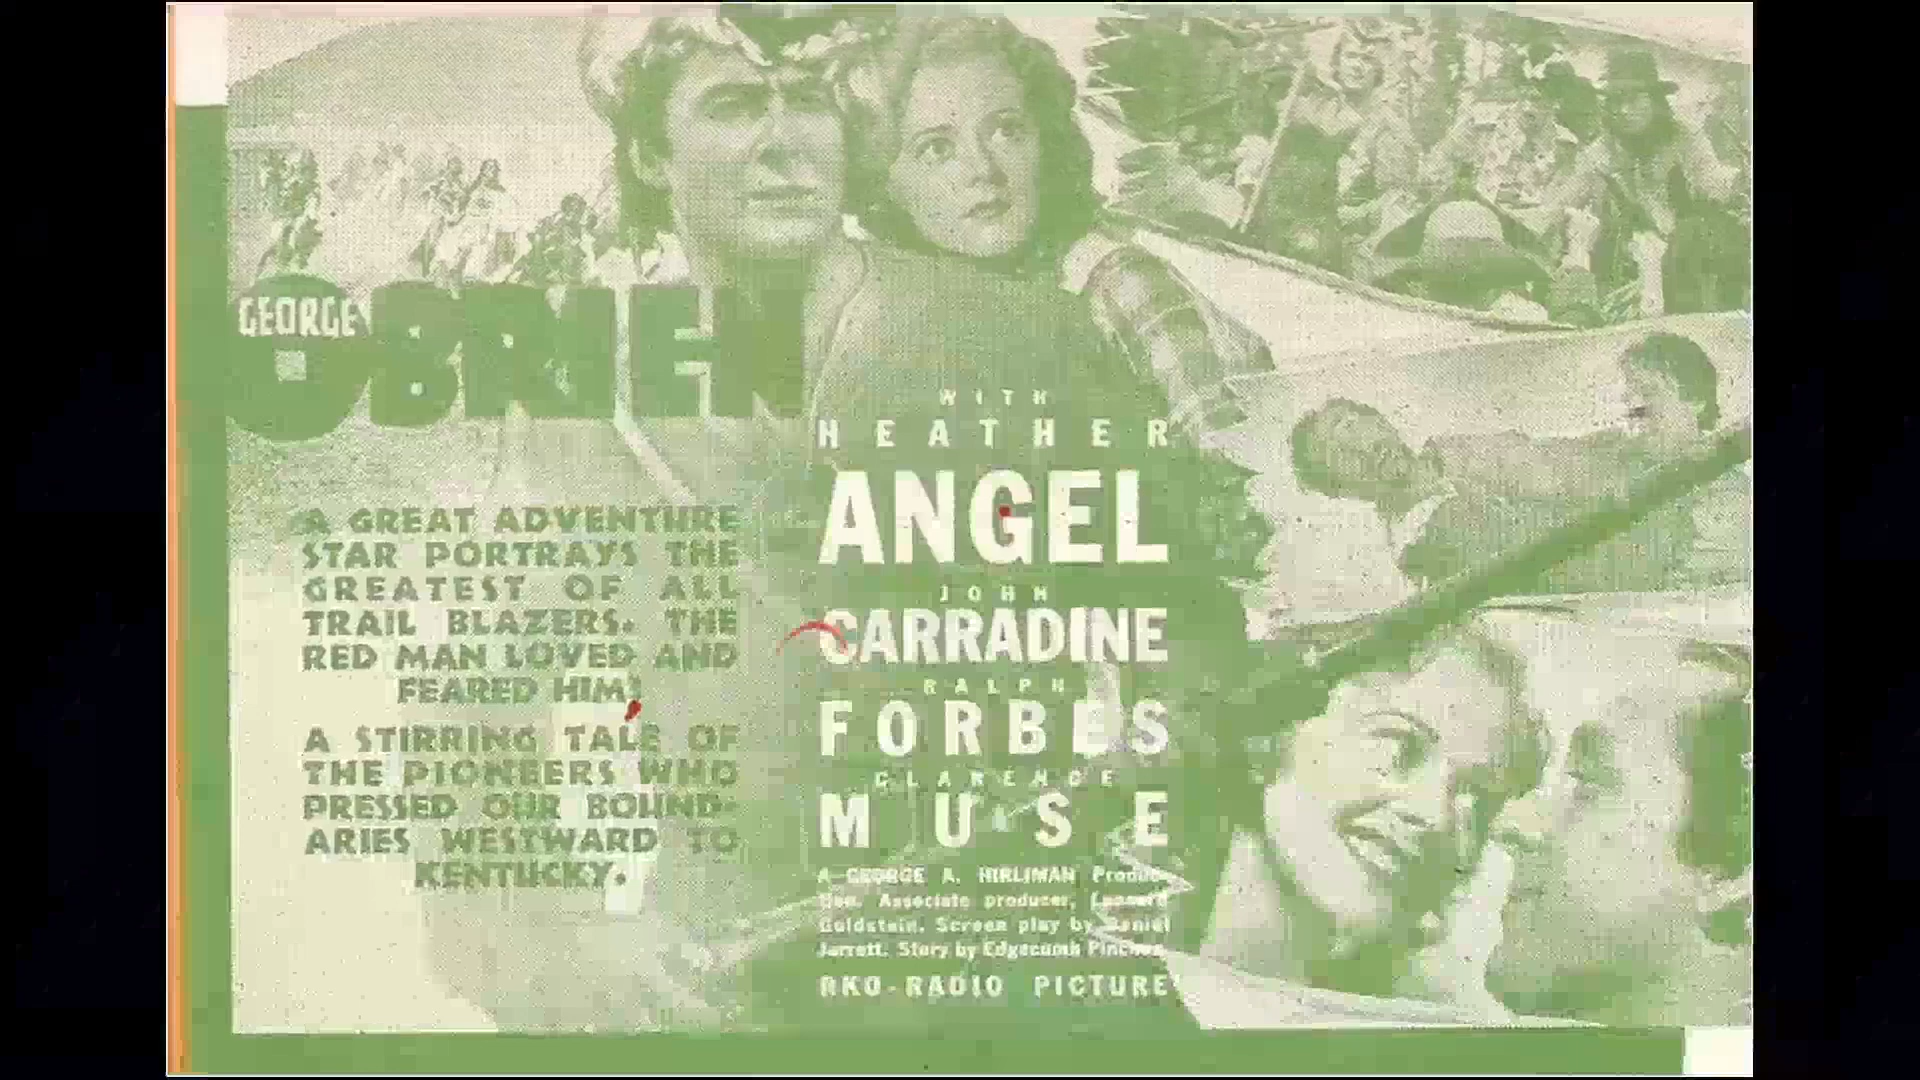 GEORGE
O'BRIEN
A GREAT ADVENTURE
STAR PORTRAYS THE
GREATEST OF ALL
TRAIL BLAZERS. THE
RED MAN LOVED AND
FEARED HIM!
A STIRRING TALE OF
THE PIONEERS WHO
PRESSED OUR BOUND-
ARIES WESTWARD TO
KENTUCKY.
WITH
HEATHER
ANGEL
JOHN
CARRADINE
RALPH
FORBES
CLARENCE
MUSE
A GEORGE A. HIRLIMAN Produc-
tion. Associate producer, Leonard
Goldstein. Screen play by Daniel
Jarrett. Story by Edgecumb Pinchon.
RKO-RADIO PICTURE